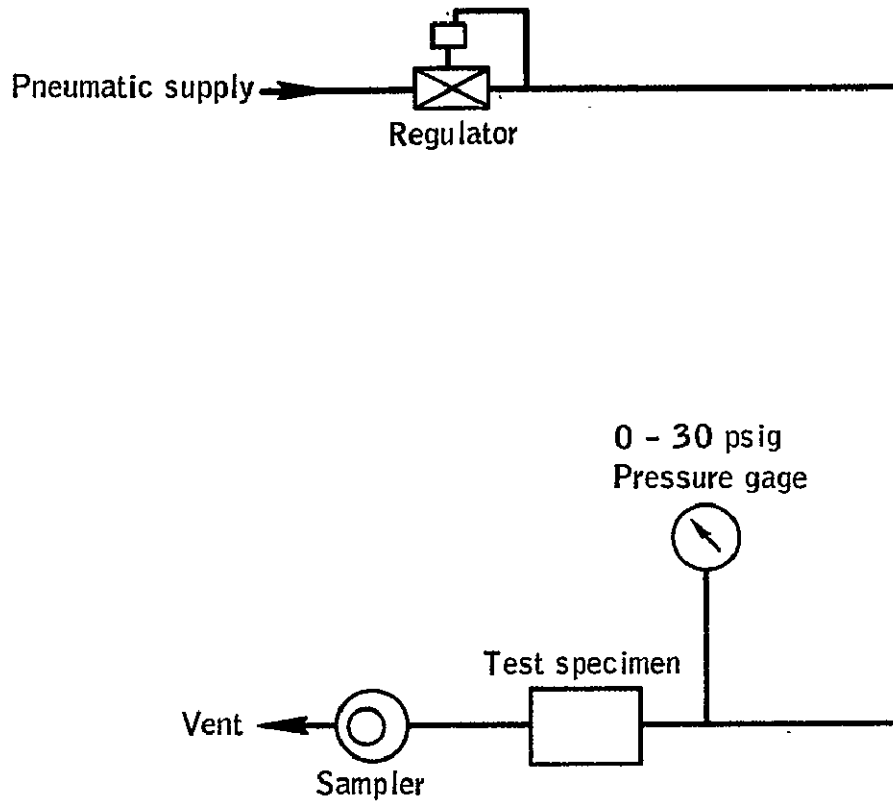 Pneumatic supply
Regulator
0 - 30 psig
Pressure gage
Test specimen
Vent
Sampler